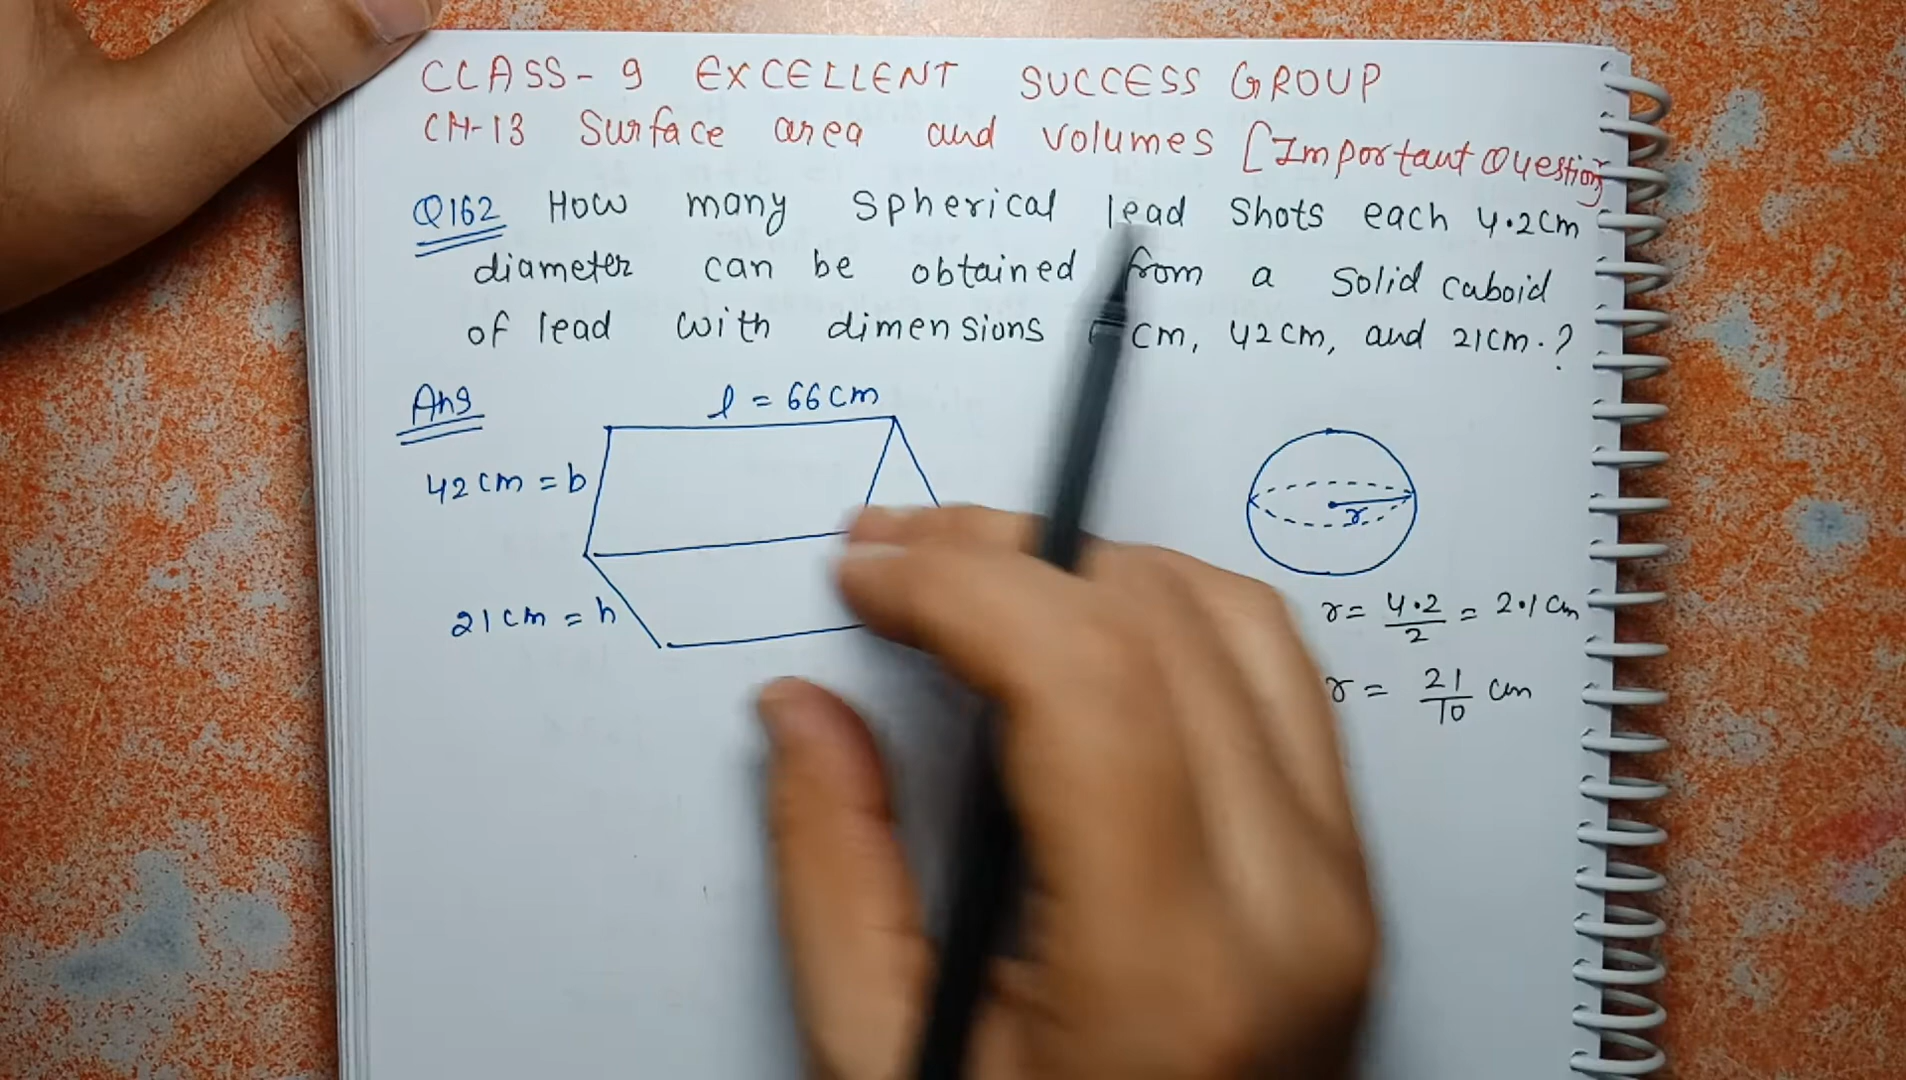 CLASS-9 EXCELLENT SUCCESS GROUP
CH-13 Surface area and volumes [Important Question
Q162 How many spherical lead shots each 4.2cm
diameter can be obtained from a solid cuboid
of lead with dimensions cm, 42cm, and 21cm.?
Ans
l = 66cm
42cm = b
21cm = h
r
r = 4.2/2 = 2.1 cm
r = 21/10 cm